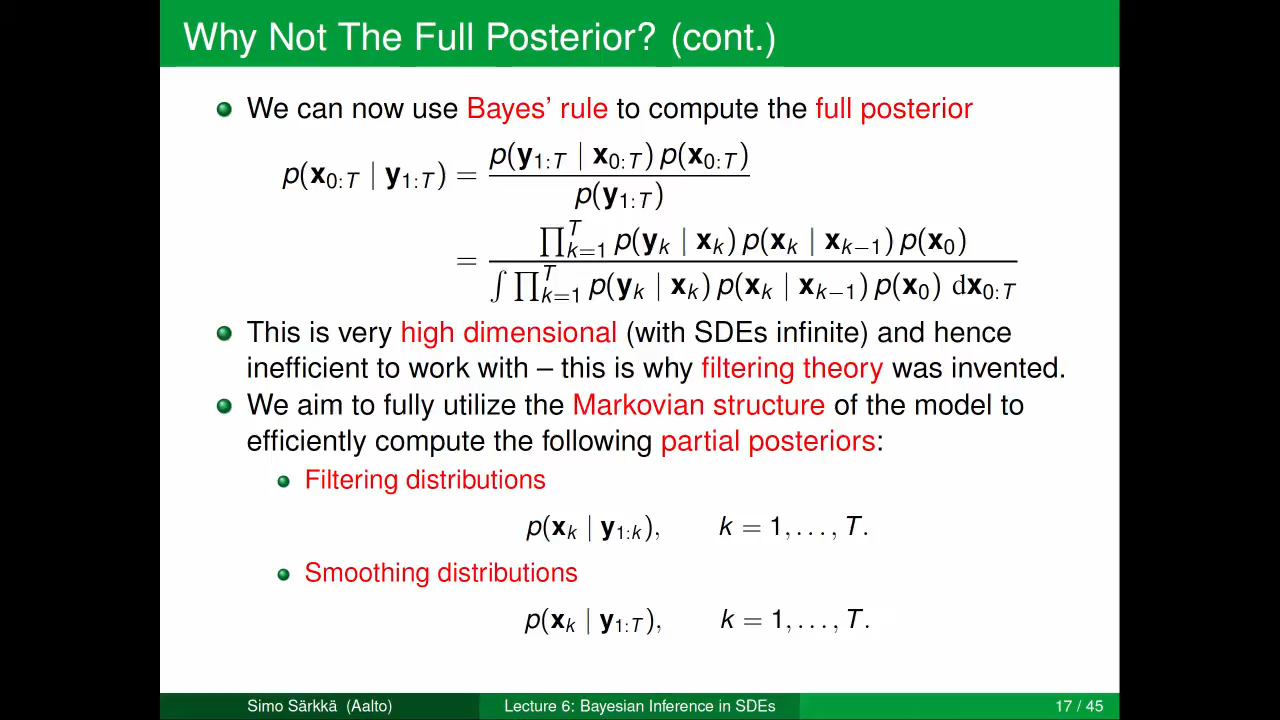 Why Not The Full Posterior? (cont.)
We can now use Bayes' rule to compute the full posterior
p(x₀:T | y₁:T) = p(y₁:T | x₀:T) p(x₀:T) / p(y₁:T)
= ∏ᵀₖ₌₁ p(yₖ | xₖ) p(xₖ | xₖ₋₁) p(x₀) / ∫ ∏ᵀₖ₌₁ p(yₖ | xₖ) p(xₖ | xₖ₋₁) p(x₀) dx₀:T
This is very high dimensional (with SDEs infinite) and hence
inefficient to work with – this is why filtering theory was invented.
We aim to fully utilize the Markovian structure of the model to
efficiently compute the following partial posteriors:
Filtering distributions
p(xₖ | y₁:ₖ), k = 1, . . . , T.
Smoothing distributions
p(xₖ | y₁:T), k = 1, . . . , T.
Simo Särkkä (Aalto) Lecture 6: Bayesian Inference in SDEs 17 / 45